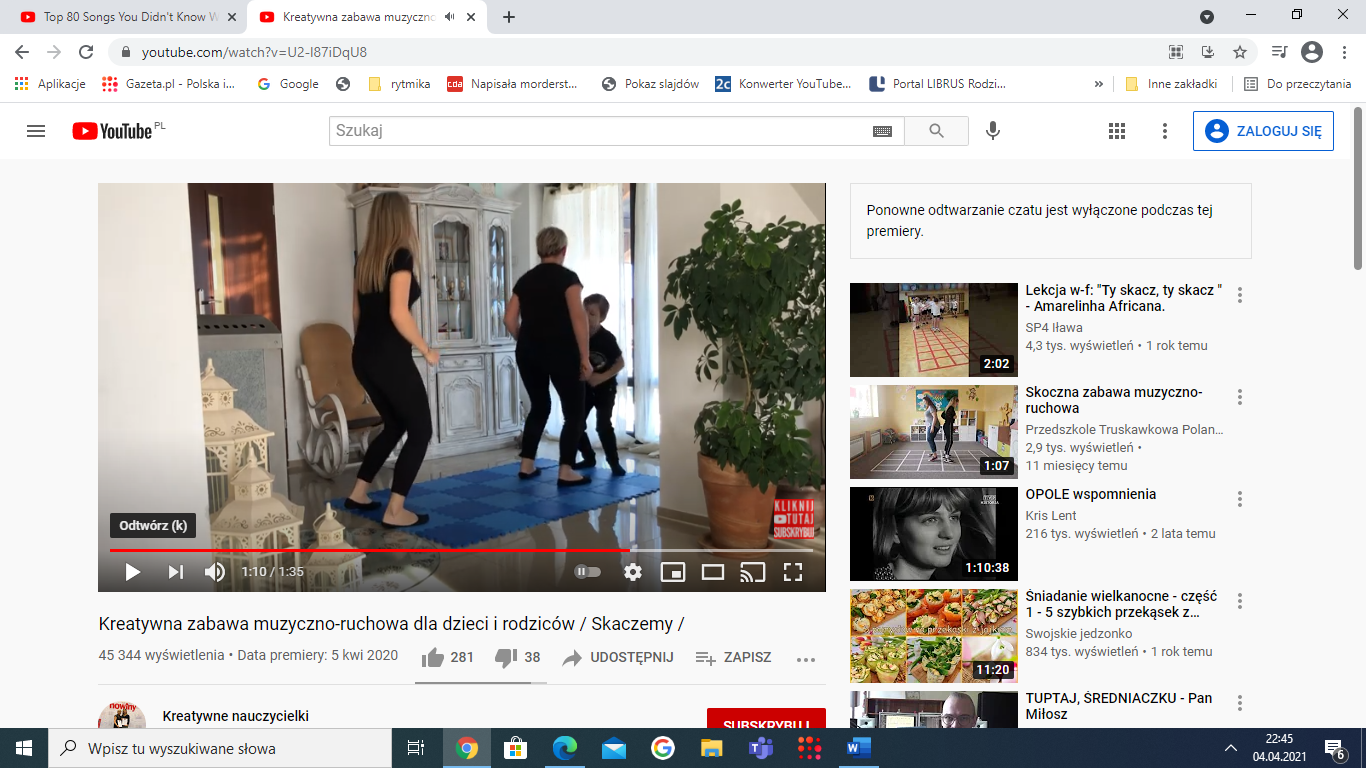 Top 80 Songs You Didn't Know W
Kreatywna zabawa muzyczno
youtube.com/watch?v=U2-I87iDqU8
Aplikacje
Gazeta.pl - Polska i...
Google
rytmika
cda
Napisała morderst...
Pokaz slajdów
2c
Konwerter YouTube...
Portal LIBRUS Rodzi...
»
Inne zakładki
Do przeczytania
YouTube PL
Szukaj
ZALOGUJ SIĘ
Ponowne odtwarzanie czatu jest wyłączone podczas tej
premiery.
KLIKNIJ
TUTAJ
SUBSKRYBUJ
Odtwórz (k)
1:10 / 1:35
Kreatywna zabawa muzyczno-ruchowa dla dzieci i rodziców / Skaczemy /
45 344 wyświetlenia • Data premiery: 5 kwi 2020
281
38
UDOSTĘPNIJ
ZAPISZ
nowiny
Kreatywne nauczycielki
SUBSKRYBUJ
2:02
Lekcja w-f: "Ty skacz, ty skacz "
- Amarelinha Africana.
SP4 Iława
4,3 tys. wyświetleń • 1 rok temu
1:07
Skoczna zabawa muzyczno-
ruchowa
Przedszkole Truskawkowa Polan...
2,9 tys. wyświetleń •
11 miesięcy temu
1:10:38
OPOLE wspomnienia
Kris Lent
216 tys. wyświetleń • 2 lata temu
11:20
Śniadanie wielkanocne - część
1 - 5 szybkich przekąsek z...
Swojskie jedzonko
834 tys. wyświetleń • 1 rok temu
TUPTAJ, ŚREDNIACZKU - Pan
Miłosz
Wpisz tu wyszukiwane słowa
22:45
04.04.2021
6